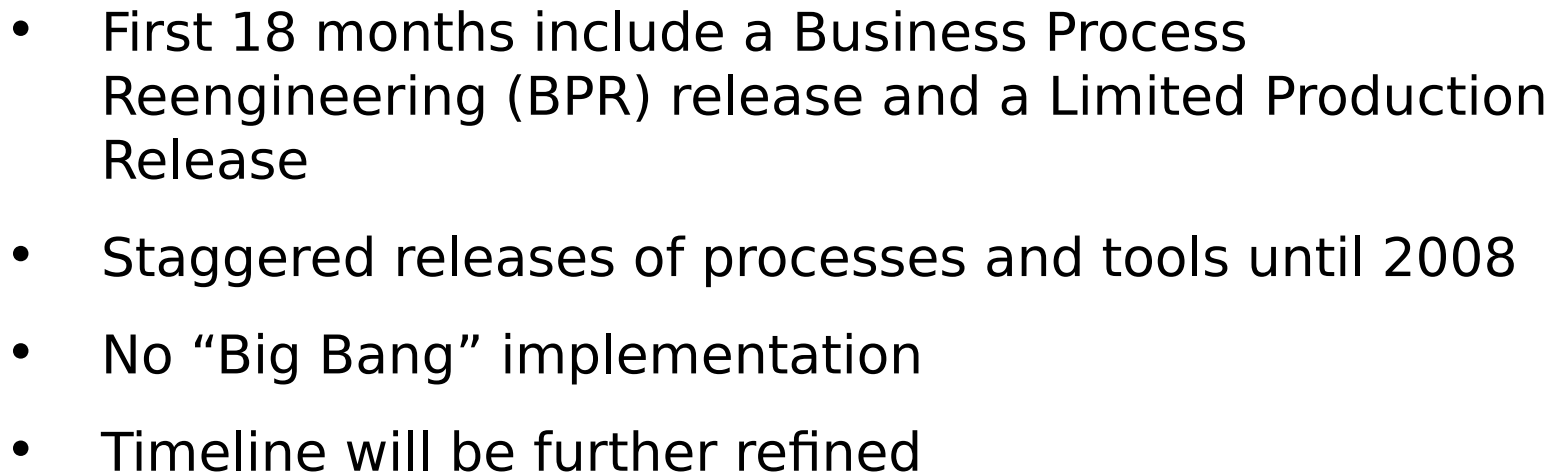 • First 18 months include a Business Process
Reengineering (BPR) release and a Limited Production
Release
• Staggered releases of processes and tools until 2008
• No “Big Bang” implementation
• Timeline will be further refined